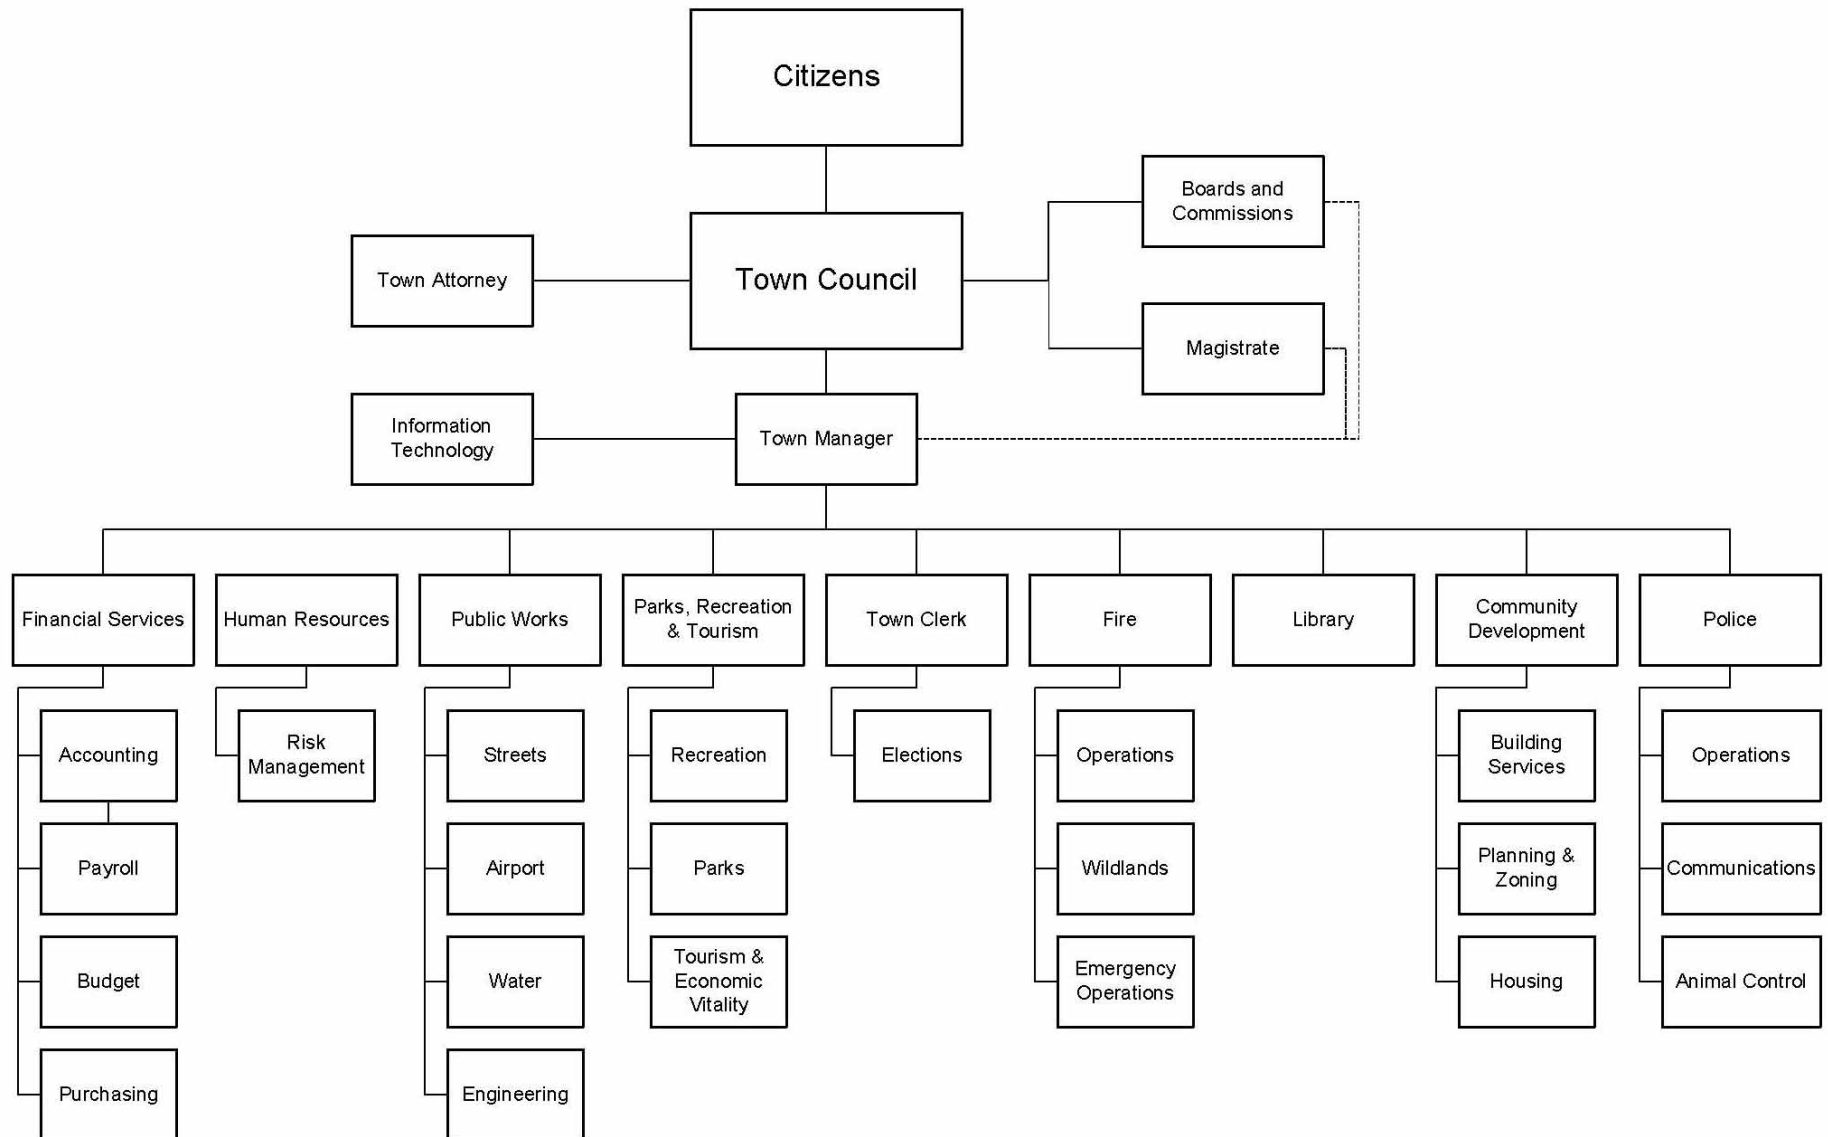 Citizens
Boards and
Commissions
Town Attorney
Town Council
Magistrate
Information
Technology
Town Manager
Financial Services
Human Resources
Public Works
Parks, Recreation
& Tourism
Town Clerk
Fire
Library
Community
Development
Police
Accounting
Risk
Management
Streets
Recreation
Elections
Operations
Building
Services
Operations
Payroll
Airport
Parks
Wildlands
Planning &
Zoning
Communications
Budget
Water
Tourism &
Economic
Vitality
Emergency
Operations
Housing
Animal Control
Purchasing
Engineering